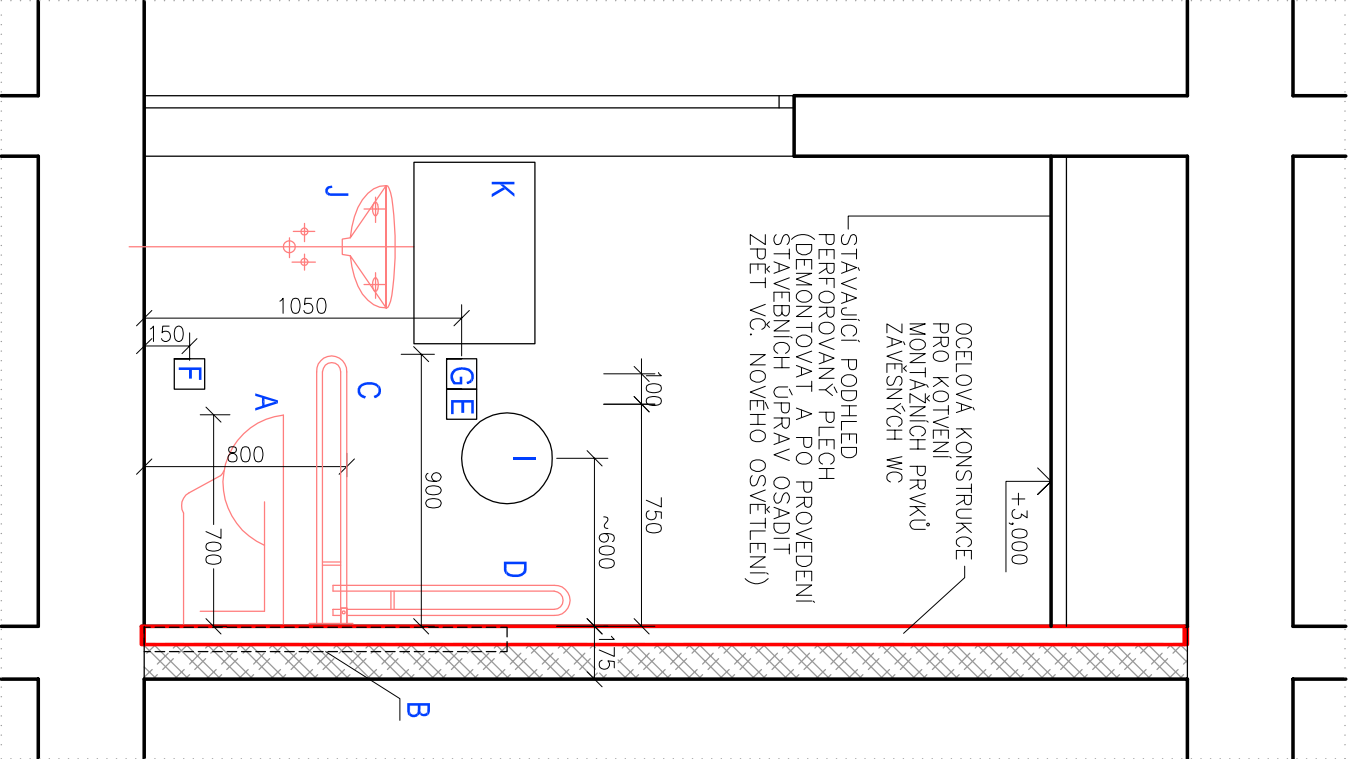 +3,000
OCELOVÁ KONSTRUKCE
PRO KOTVENÍ
MONTÁŽNÍCH PRVKŮ
ZÁVĚSNÝCH WC
STÁVAJÍCÍ PODHLED
PERFOROVANÝ PLECH
(DEMONTOVAT A PO PROVEDENÍ
STAVEBNÍCH ÚPRAV OSADIT
ZPĚT VČ. NOVÉHO OSVĚTLENÍ)
100
750
~600
175
K
I
D
G
E
900
B
1050
J
C
800
A
700
150
F